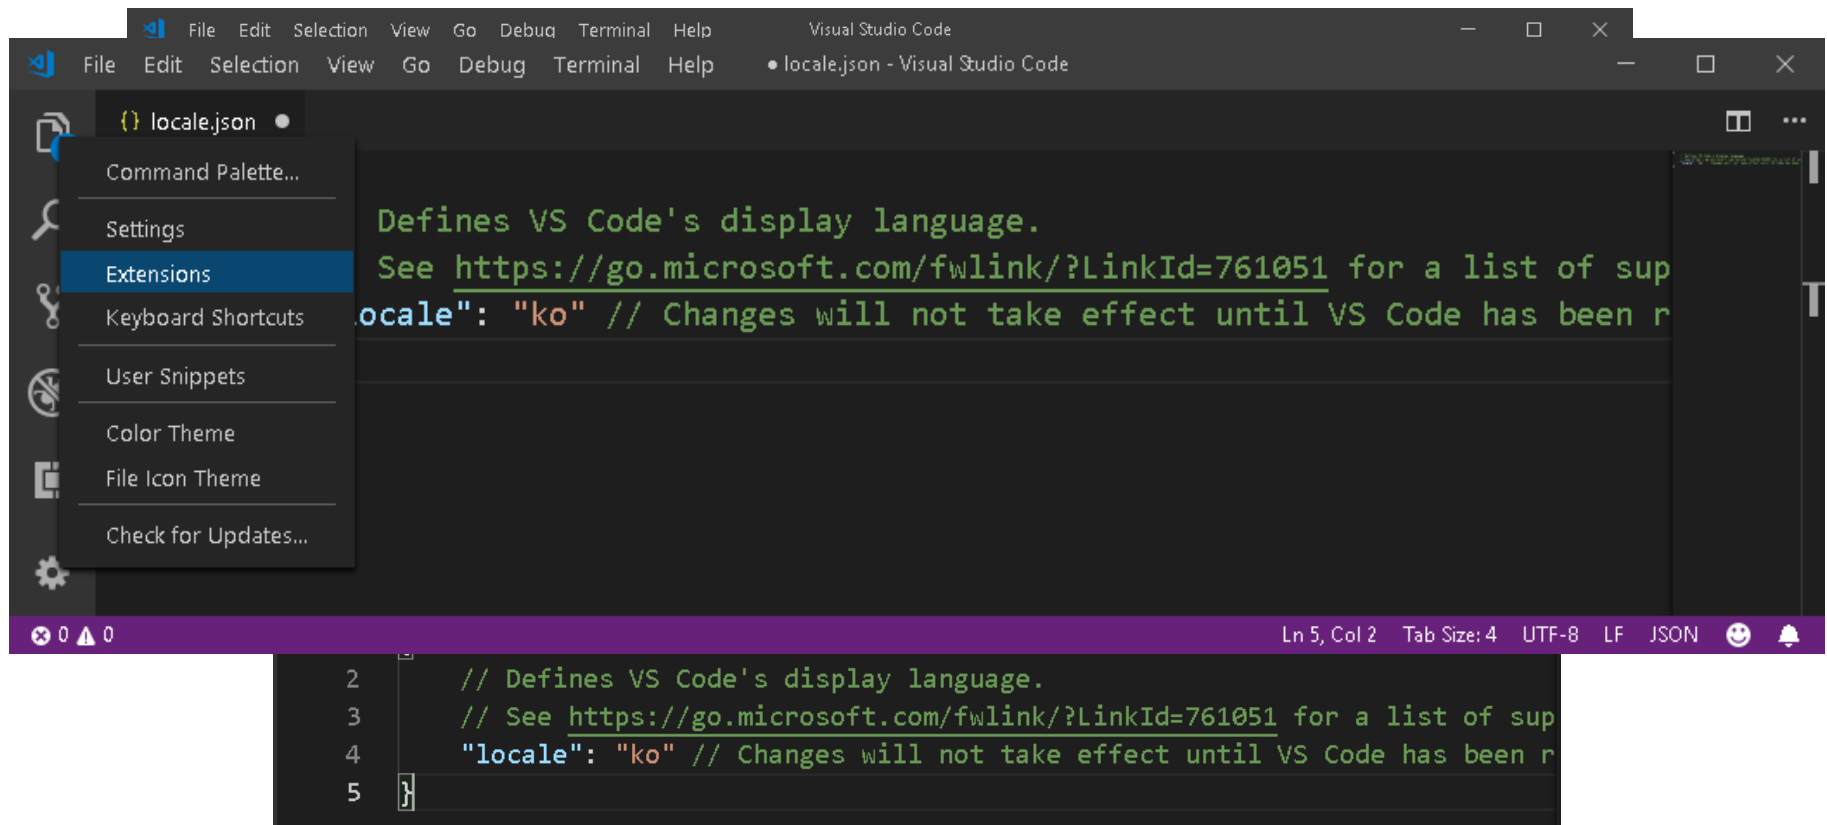 File Edit Selection View Go Debug Terminal Help Visual Studio Code
File Edit Selection View Go Debug Terminal Help ● locale.json - Visual Studio Code
{} locale.json ●
Command Palette...
Settings
Extensions
Keyboard Shortcuts
User Snippets
Color Theme
File Icon Theme
Check for Updates...
Defines VS Code's display language.
See https://go.microsoft.com/fwlink/?LinkId=761051 for a list of sup
ocale": "ko" // Changes will not take effect until VS Code has been r
0 0 Ln 5, Col 2 Tab Size: 4 UTF-8 LF JSON
2 // Defines VS Code's display language.
3 // See https://go.microsoft.com/fwlink/?LinkId=761051 for a list of sup
4 "locale": "ko" // Changes will not take effect until VS Code has been r
5 }